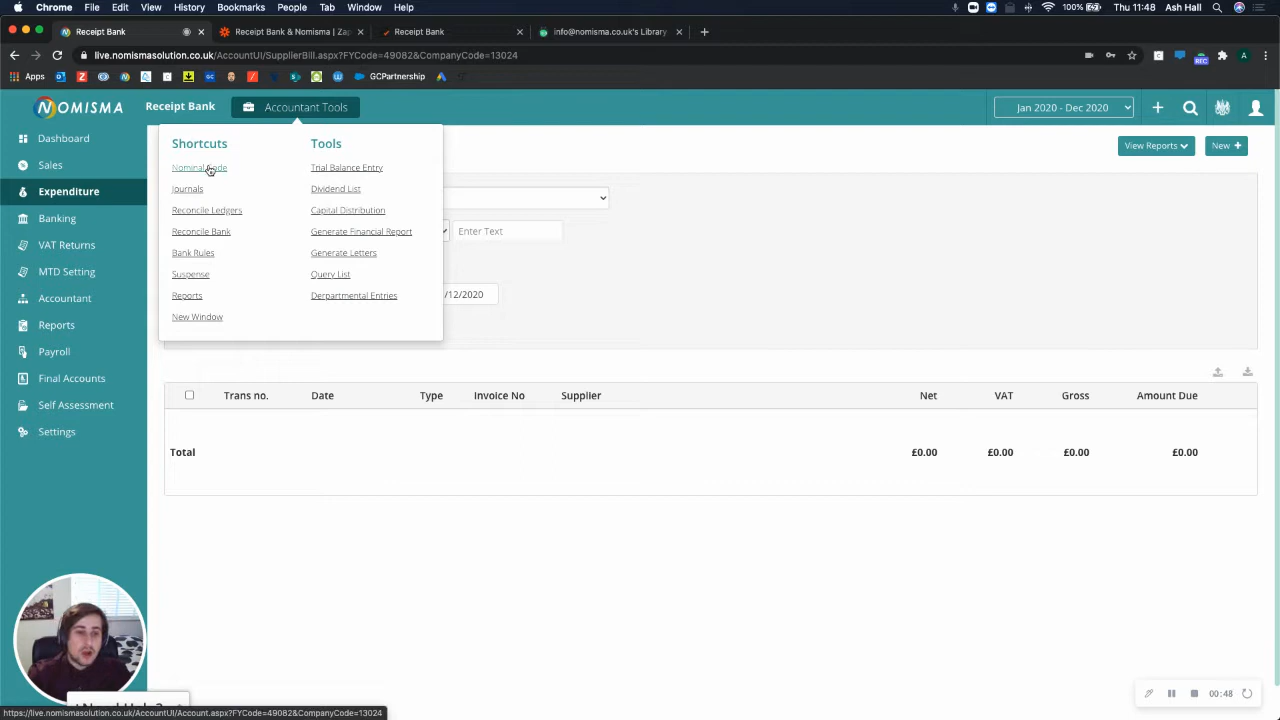 Chrome File Edit View History Bookmarks People Tab Window Help 100% Thu 11:48 Ash Hall
Receipt Bank
Receipt Bank & Nomisma | Zap
Receipt Bank
info@nomisma.co.uk's Library
live.nomismasolution.co.uk/AccountUI/SupplierBill.aspx?FYCode=49082&CompanyCode=13024
REC
A
Apps
GCPartnership
NOMISMA
Receipt Bank
Accountant Tools
Jan 2020 - Dec 2020
Dashboard
Sales
Expenditure
Banking
VAT Returns
MTD Setting
Accountant
Reports
Payroll
Final Accounts
Self Assessment
Settings
Shortcuts
Nominal Code
Journals
Reconcile Ledgers
Reconcile Bank
Bank Rules
Suspense
Reports
New Window
Tools
Trial Balance Entry
Dividend List
Capital Distribution
Generate Financial Report
Generate Letters
Query List
Derpartmental Entries
View Reports
New +
Enter Text
/12/2020
Trans no. Date Type Invoice No Supplier Net VAT Gross Amount Due
Total £0.00 £0.00 £0.00 £0.00
00:48
https://live.nomismasolution.co.uk/AccountUI/Account.aspx?FYCode=49082&CompanyCode=13024